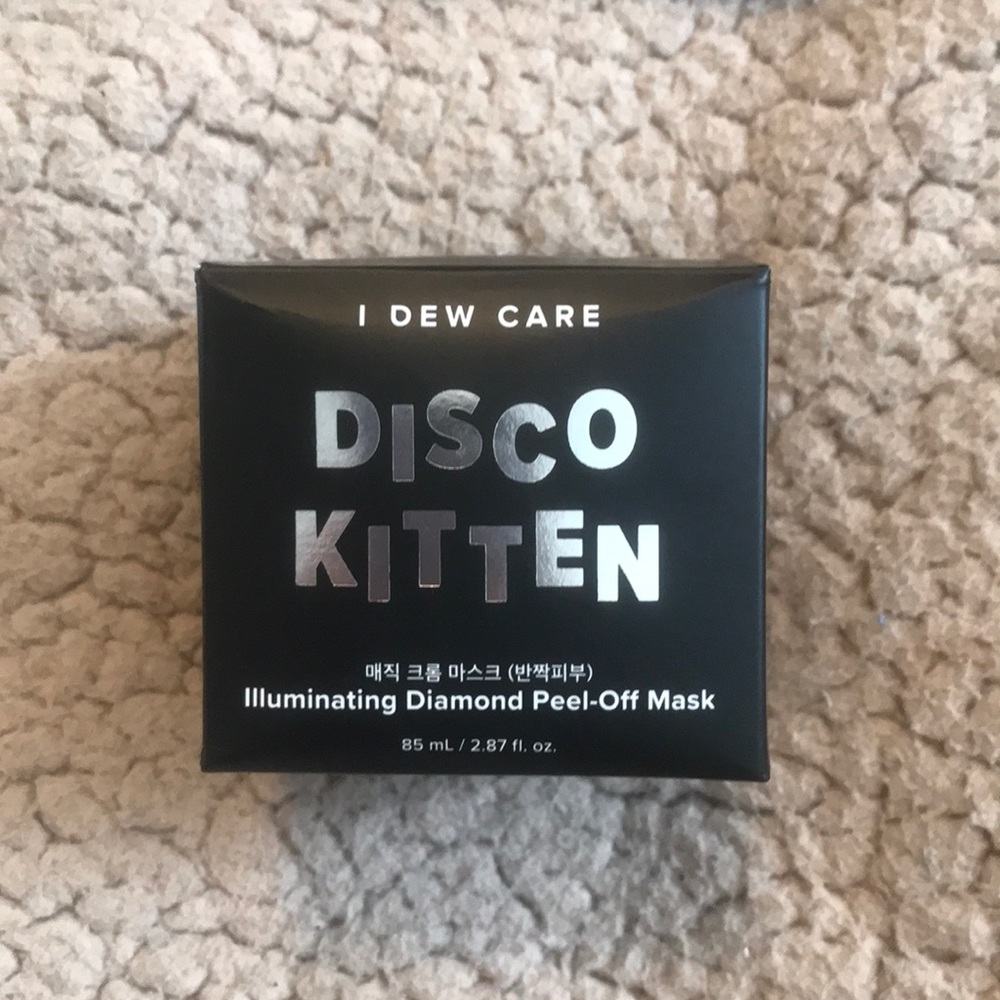 I DEW CARE
DISCO
KITTEN
매직 크롬 마스크 (반짝피부)
Illuminating Diamond Peel-Off Mask
85 mL / 2.87 fl. oz.